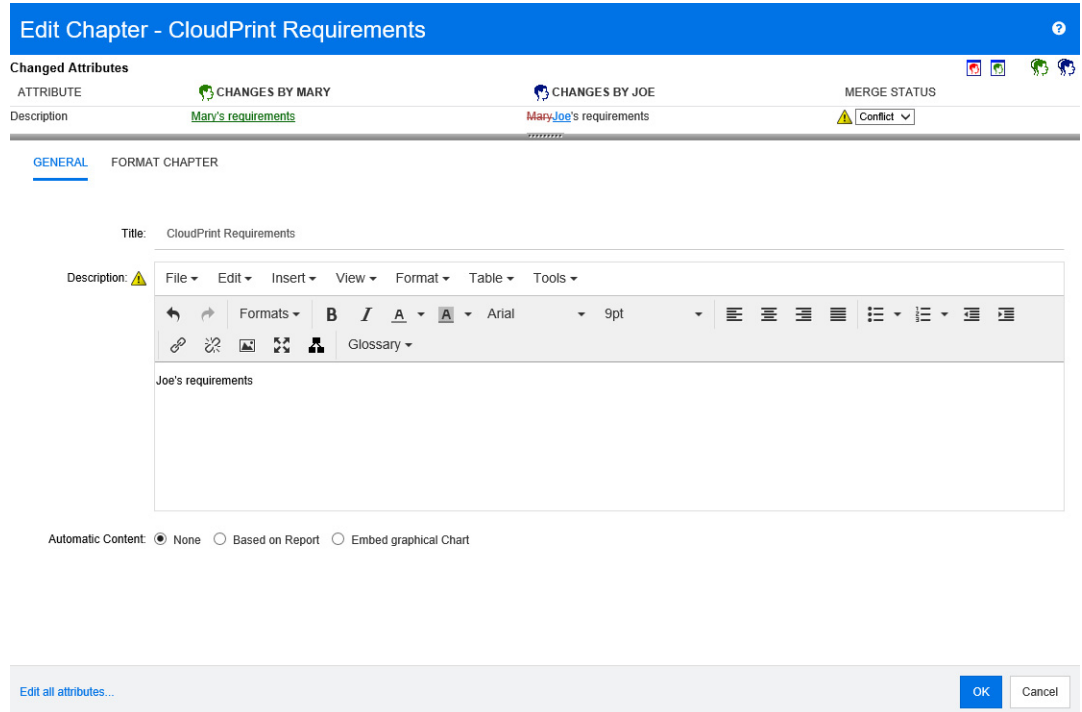 Edit Chapter - CloudPrint Requirements ?
Changed Attributes
ATTRIBUTE CHANGES BY MARY CHANGES BY JOE MERGE STATUS
Description Mary's requirements MaryJoe's requirements Conflict
GENERAL FORMAT CHAPTER
Title: CloudPrint Requirements
Description: File Edit Insert View Format Table Tools
Formats B I A A Arial 9pt
Glossary
Joe's requirements
Automatic Content: None Based on Report Embed graphical Chart
Edit all attributes... OK Cancel